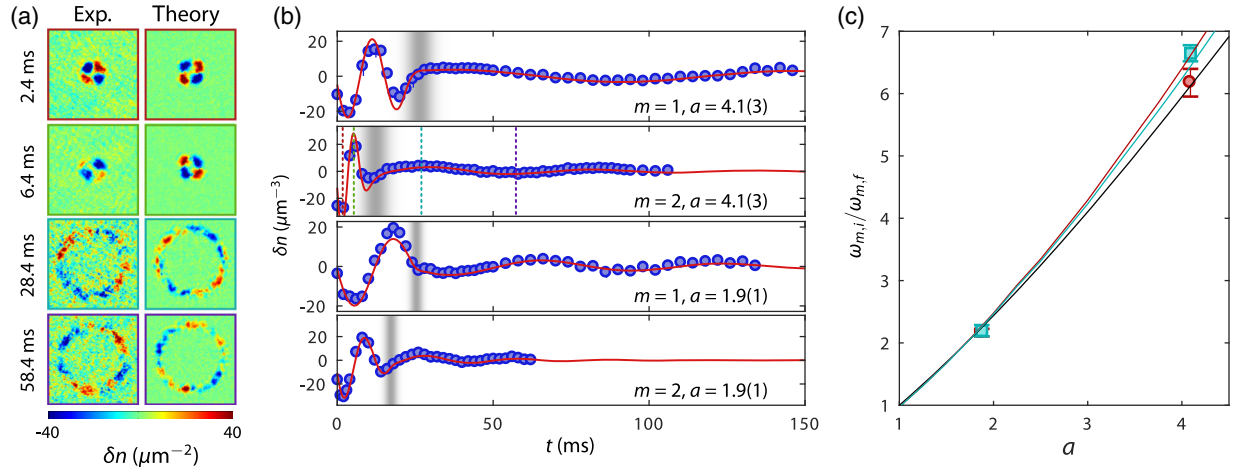 (a)
Exp.
Theory
2.4 ms
6.4 ms
28.4 ms
58.4 ms
-40
40
δn (μm⁻²)
(b)
20
0
-20
m = 1, a = 4.1(3)
20
0
-20
m = 2, a = 4.1(3)
20
0
-20
m = 1, a = 1.9(1)
20
0
-20
m = 2, a = 1.9(1)
δn (μm⁻³)
0
50
100
150
t (ms)
(c)
7
6
5
4
3
2
1
ωm,i/ωm,f
1
2
3
4
a